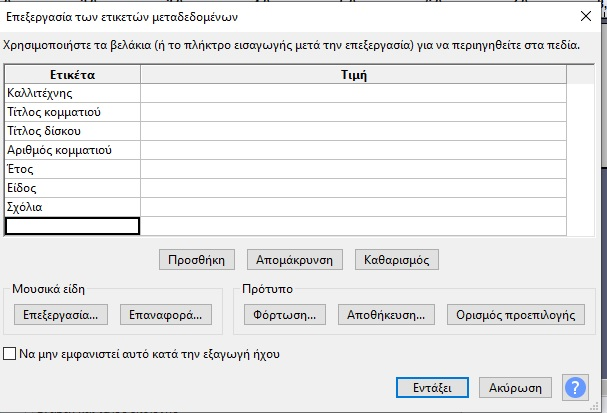 Επεξεργασία των ετικετών μεταδεδομένων
Χρησιμοποιήστε τα βελάκια (ή το πλήκτρο εισαγωγής μετά την επεξεργασία) για να περιηγηθείτε στα πεδία.
Ετικέτα Τιμή
Καλλιτέχνης
Τίτλος κομματιού
Τίτλος δίσκου
Αριθμός κομματιού
Έτος
Είδος
Σχόλια
Προσθήκη Απομάκρυνση Καθαρισμός
Μουσικά είδη Πρότυπο
Επεξεργασία... Επαναφορά... Φόρτωση... Αποθήκευση... Ορισμός προεπιλογής
Να μην εμφανιστεί αυτό κατά την εξαγωγή ήχου
Εντάξει Ακύρωση ?